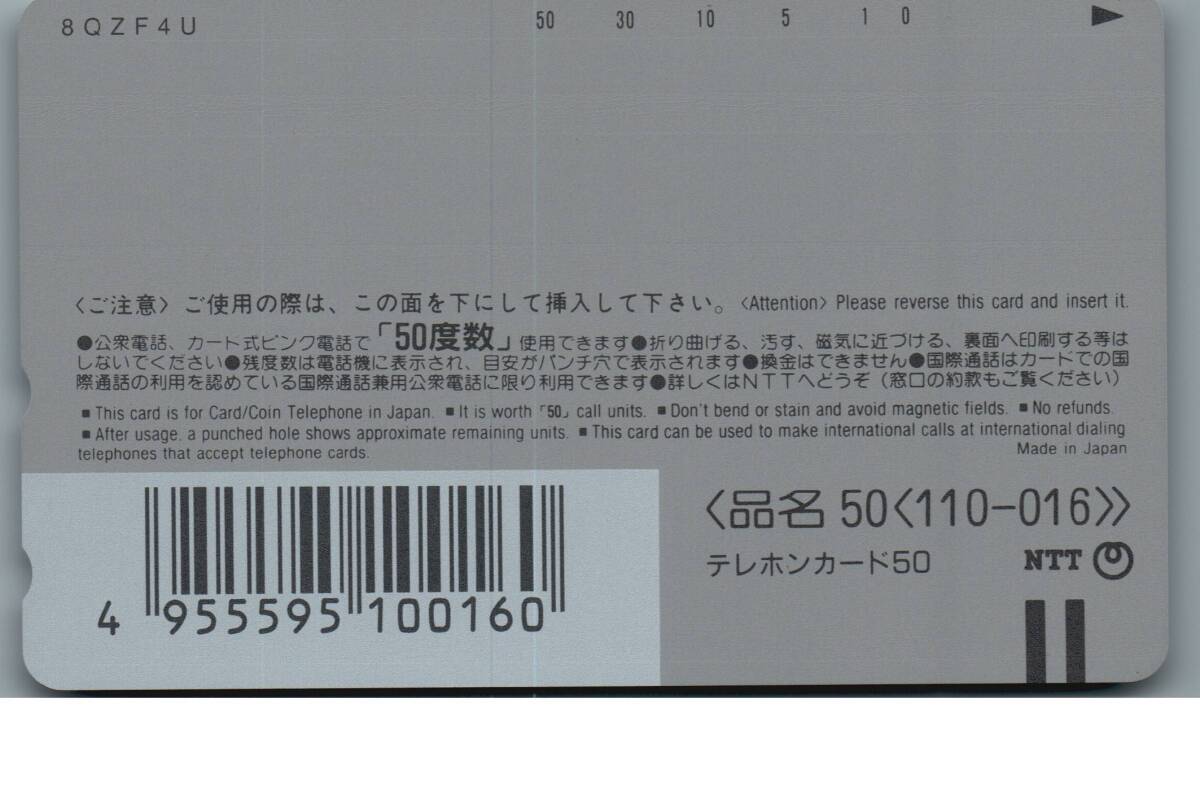 8QZF4U
50 30 10 5 1 0
〈ご注意〉ご使用の際は、この面を下にして挿入して下さい。〈Attention〉Please reverse this card and insert it.
●公衆電話、カード式ピンク電話で「50度数」使用できます●折り曲げる、汚す、磁気に近づける、裏面へ印刷する等は
しないでください●残度数は電話機に表示され、目安がパンチ穴で表示されます●換金はできません●国際通話はカードでの国
際通話の利用を認めている国際通話兼用公衆電話に限り利用できます●詳しくはNTTへどうぞ（窓口の約款もご覧ください）
■This card is for Card/Coin Telephone in Japan. ■It is worth「50」call units. ■Don't bend or stain and avoid magnetic fields. ■No refunds.
■After usage. a punched hole shows approximate remaining units. ■This card can be used to make international calls at international dialing
telephones that accept telephone cards.
Made in Japan
〈品名 50〈110-016〉〉
テレホンカード50
NTT
4 955595 100160